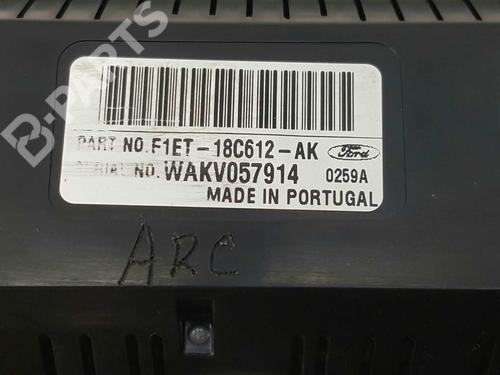 B-PARTS
PART NO. F1ET-18C612-AK Ford
SERIAL NO. WAKV057914 0259A
MADE IN PORTUGAL
ARC